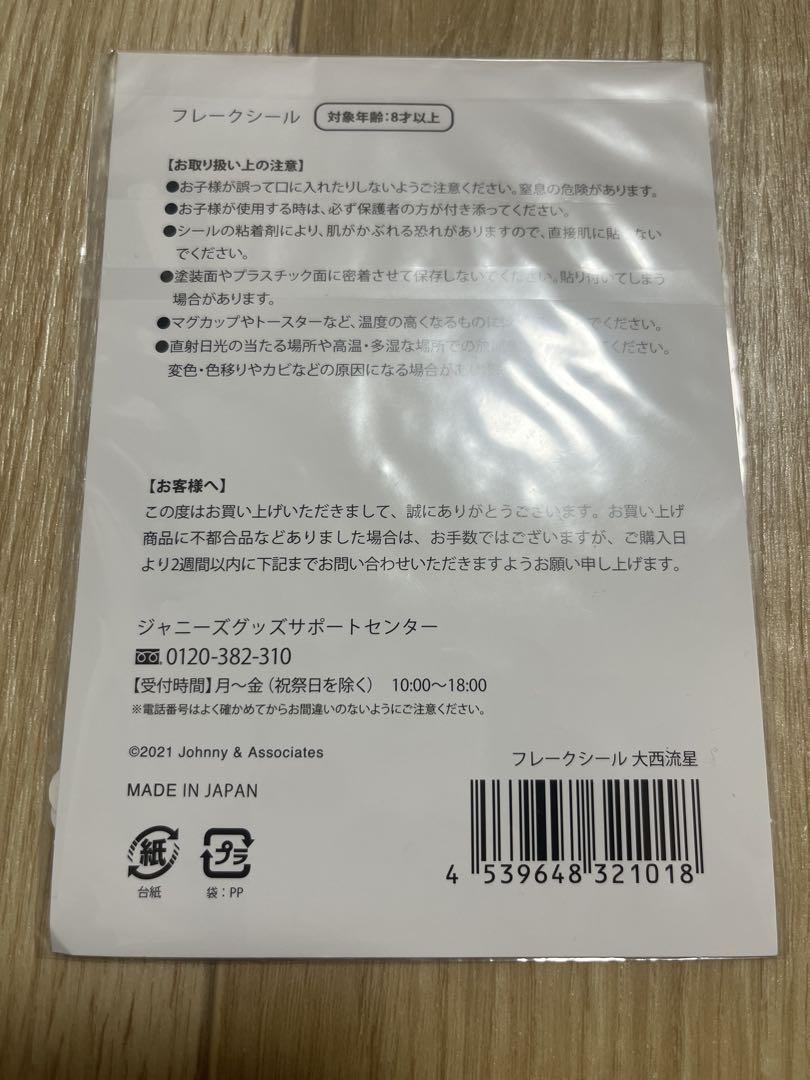 フレークシール 対象年齢:8才以上
【お取り扱い上の注意】
●お子様が誤って口に入れたりしないようご注意ください。窒息の危険があります。
●お子様が使用する時は、必ず保護者の方が付き添ってください。
●シールの粘着剤により、肌がかぶれる恐れがありますので、直接肌に貼らない
でください。
●塗装面やプラスチック面に密着させて保存しないでください。貼り付いてしまう
場合があります。
●マグカップやトースターなど、温度の高くなるものに でください。
●直射日光の当たる場所や高温・多湿な場所での ください。
変色・色移りやカビなどの原因になる場合が
【お客様へ】
この度はお買い上げいただきまして、誠にありがとうございます。お買い上げ
商品に不都合品などありました場合は、お手数ではございますが、ご購入日
より2週間以内に下記までお問い合わせいただきますようお願い申し上げます。
ジャニーズグッズサポートセンター
0120-382-310
【受付時間】月〜金（祝祭日を除く） 10:00〜18:00
※電話番号はよく確かめてからお間違いのないようにご注意ください。
©2021 Johnny & Associates
フレークシール 大西流星
MADE IN JAPAN
紙 プラ
台紙 袋：PP
4 539648 321018